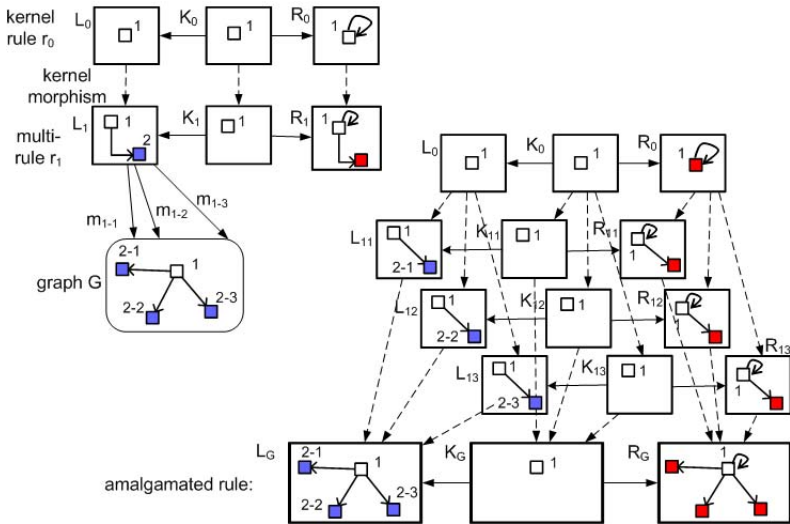 kernel
rule r0
L0
1
K0
1
R0
1
kernel
morphism
multi-
rule r1
L1
1
2
K1
1
R1
1
m1-1
m1-2
m1-3
graph G
2-1
1
2-2
2-3
L0
1
K0
1
R0
1
L11
1
2-1
K11
1
R11
1
L12
1
2-2
K12
1
R12
1
L13
1
2-3
K13
1
R13
1
amalgamated rule:
LG
2-1
1
2-2
2-3
KG
1
RG
1